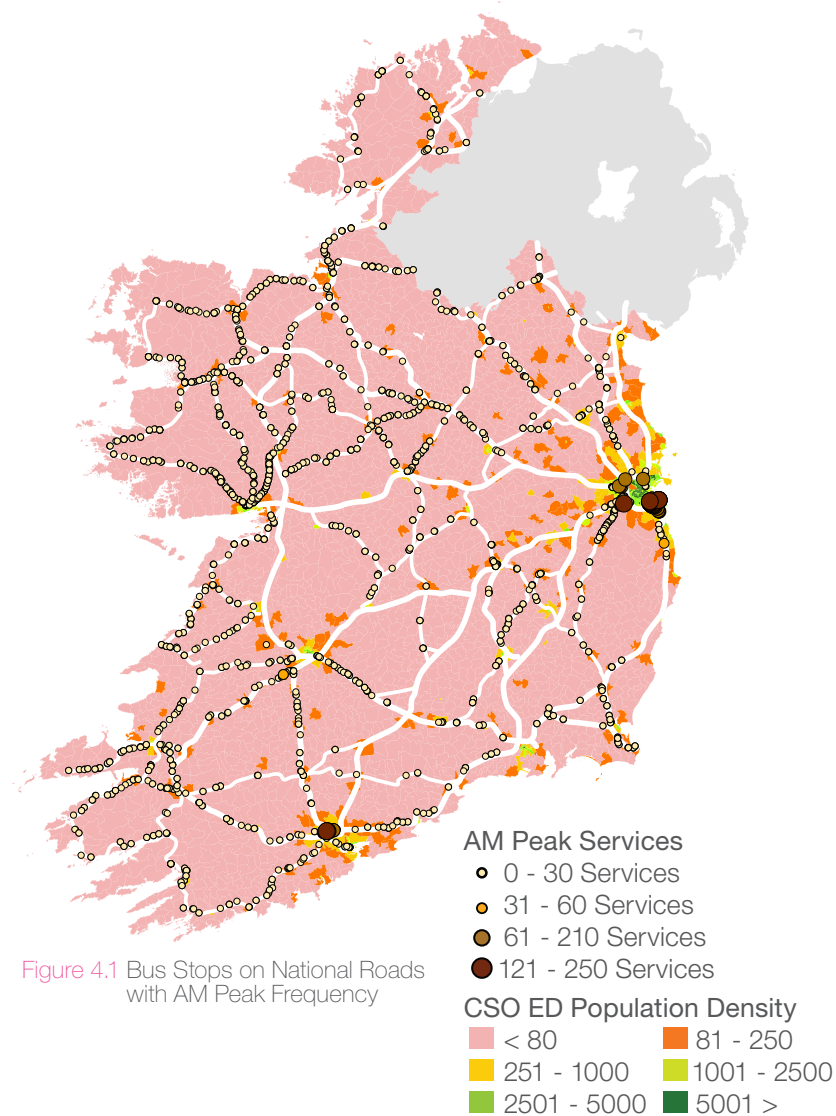 AM Peak Services
0 - 30 Services
31 - 60 Services
61 - 210 Services
121 - 250 Services
Figure 4.1 Bus Stops on National Roads
with AM Peak Frequency
CSO ED Population Density
< 80
81 - 250
251 - 1000
1001 - 2500
2501 - 5000
5001 >